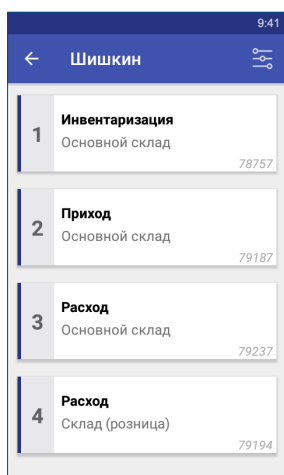 9:41
Шишкин
1
Инвентаризация
Основной склад
78757
2
Приход
Основной склад
79187
3
Расход
Основной склад
79237
4
Расход
Склад (розница)
79194